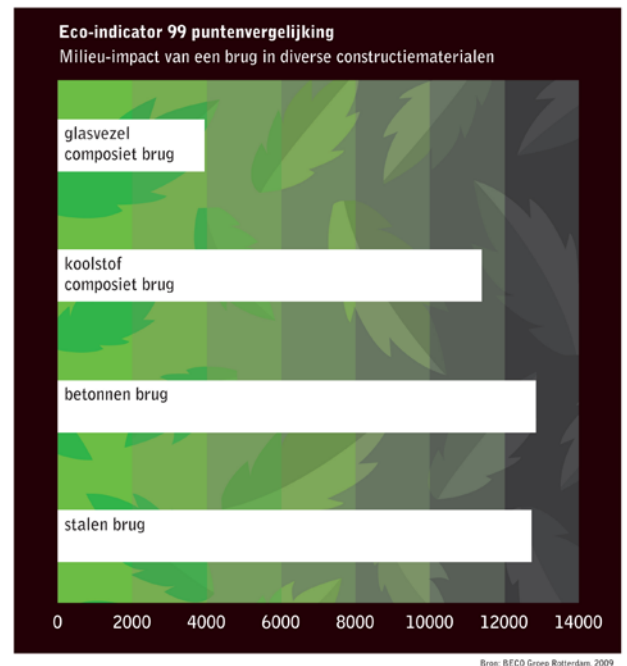 Eco-indicator 99 puntenvergelijking
Milieu-impact van een brug in diverse constructiematerialen
glasvezel
composiet brug
koolstof
composiet brug
betonnen brug
stalen brug
0 2000 4000 6000 8000 10000 12000 14000
Bron: BECO Groep Rotterdam, 2009